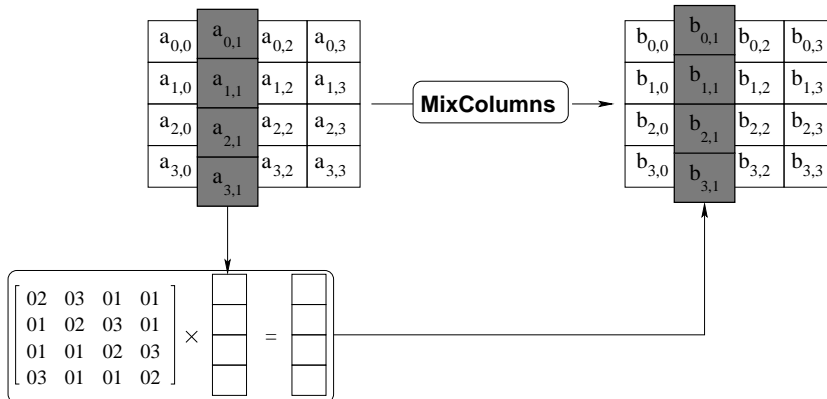 a0,0 a0,1 a0,2 a0,3 b0,0 b0,1 b0,2 b0,3
a1,0 a1,1 a1,2 a1,3 MixColumns b1,0 b1,1 b1,2 b1,3
a2,0 a2,1 a2,2 a2,3 b2,0 b2,1 b2,2 b2,3
a3,0 a3,1 a3,2 a3,3 b3,0 b3,1 b3,2 b3,3
02 03 01 01
01 02 03 01 × =
01 01 02 03
03 01 01 02